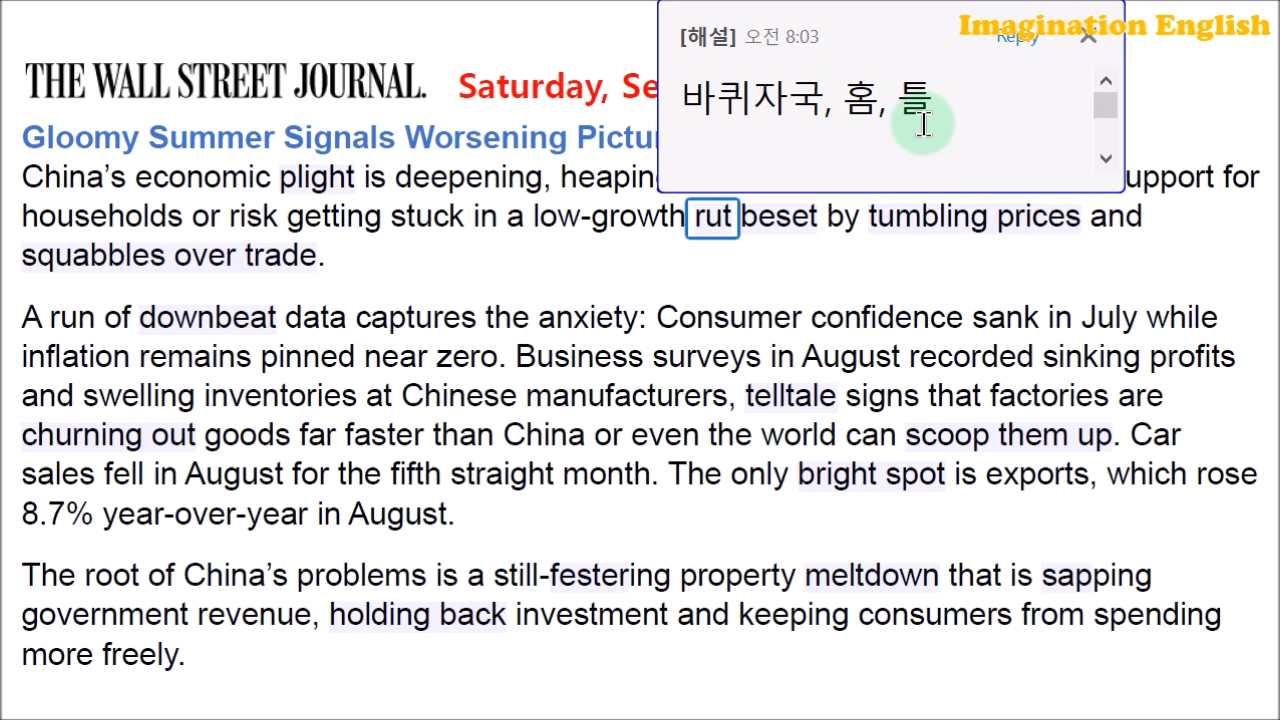 Imagination English
[해설] 오전 8:03 Reply
바퀴자국, 홈, 틀
THE WALL STREET JOURNAL. Saturday,
Gloomy Summer Signals Worsening
China’s economic plight is deepening, for
households or risk getting stuck in a low-growth rut beset by tumbling prices and
squabbles over trade.
A run of downbeat data captures the anxiety: Consumer confidence sank in July while
inflation remains pinned near zero. Business surveys in August recorded sinking profits
and swelling inventories at Chinese manufacturers, telltale signs that factories are
churning out goods far faster than China or even the world can scoop them up. Car
sales fell in August for the fifth straight month. The only bright spot is exports, which rose
8.7% year-over-year in August.
The root of China’s problems is a still-festering property meltdown that is sapping
government revenue, holding back investment and keeping consumers from spending
more freely.